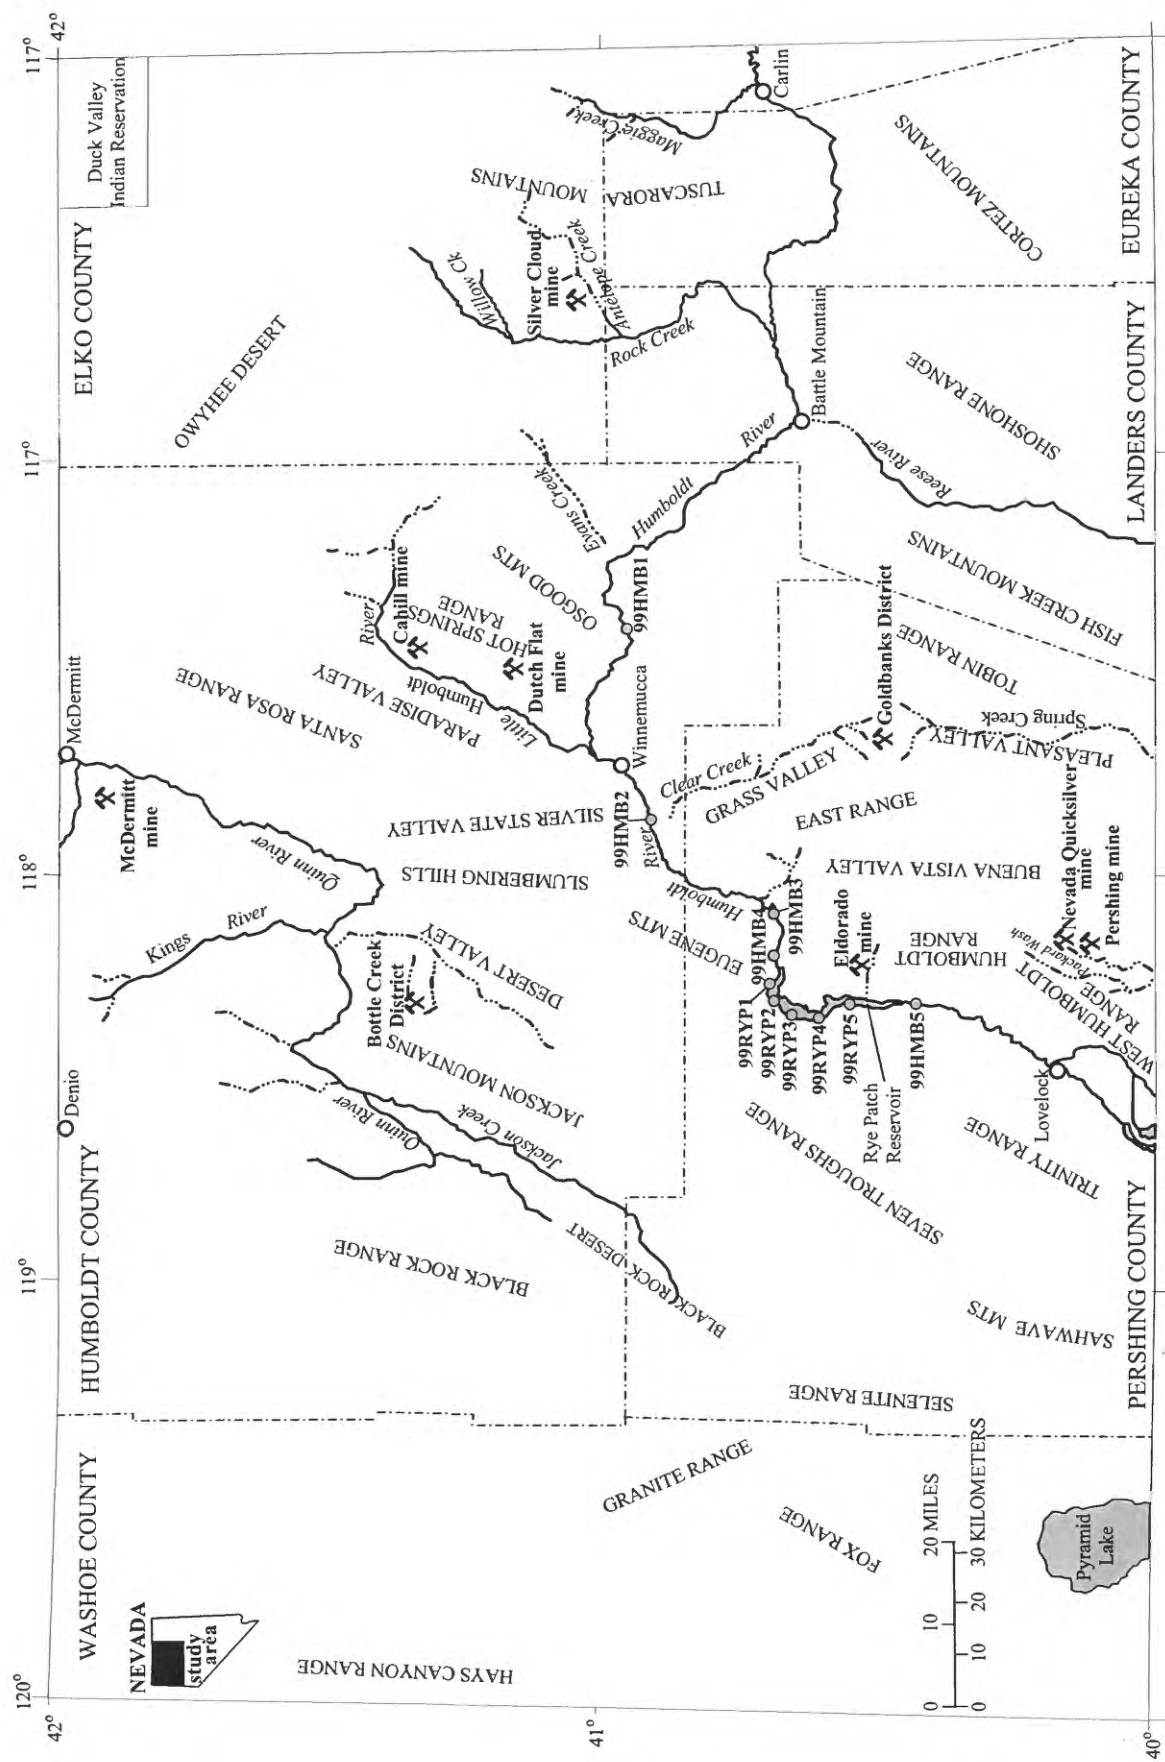 120°
119°
118°
117°
117°
42°
42°
41°
40°
WASHOE COUNTY
HUMBOLDT COUNTY
ELKO COUNTY
Duck Valley
Indian Reservation
NEVADA
study
area
HAYS CANYON RANGE
Denio
McDermitt
McDermitt
mine
Kings
River
Quinn River
Bottle Creek
District
DESERT VALLEY
JACKSON MOUNTAINS
Quinn River
Jackson Creek
BLACK ROCK RANGE
BLACK ROCK DESERT
SLUMBERING HILLS
SILVER STATE VALLEY
SANTA ROSA RANGE
PARADISE VALLEY
Little
Humboldt
River
Cahill mine
HOT SPRINGS
RANGE
Dutch Flat
mine
OSGOOD MTS
Evans Creek
OWYHEE DESERT
Willow Ck
Silver Cloud
mine
Antelope Creek
Rock Creek
TUSCARORA
MOUNTAINS
Maggie Creek
Carlin
Battle Mountain
Humboldt
River
Reese River
99HMB1
Winnemucca
99HMB2
River
Humboldt
Clear Creek
GRASS VALLEY
EUGENE MTS
99HMB3
99HMB4
99RYP1
99RYP2
99RYP3
99RYP4
99RYP5
99HMB5
Eldorado
mine
Rye Patch
Reservoir
HUMBOLDT
RANGE
WEST HUMBOLDT
RANGE
EAST RANGE
BUENA VISTA VALLEY
Goldbanks District
Spring Creek
PLEASANT VALLEY
TOBIN RANGE
FISH CREEK MOUNTAINS
SHOSHONE RANGE
CORTEZ MOUNTAINS
Nevada Quicksilver
mine
Packard Wash
Pershing mine
Lovelock
TRINITY RANGE
SEVEN TROUGHS RANGE
SAHWAVE MTS
SELENITE RANGE
GRANITE RANGE
FOX RANGE
0 10 20 MILES
0 10 20 30 KILOMETERS
Pyramid
Lake
PERSHING COUNTY
LANDERS COUNTY
EUREKA COUNTY